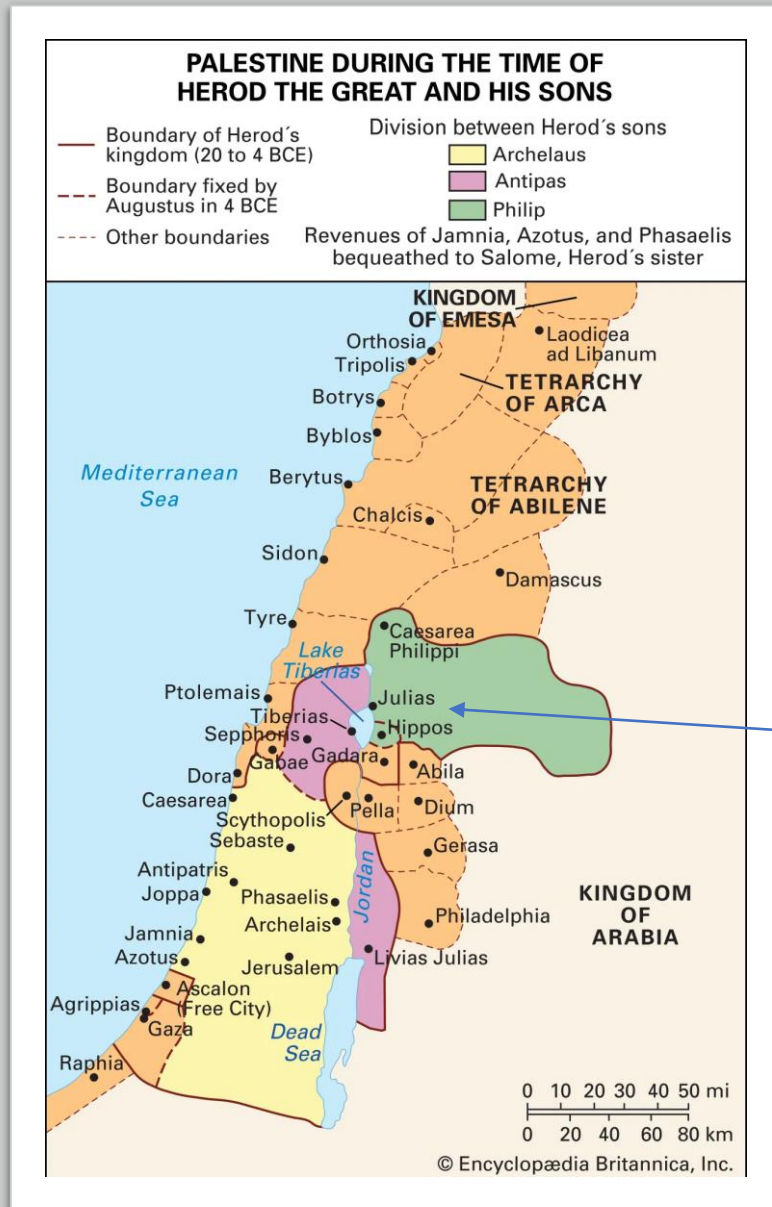 PALESTINE DURING THE TIME OF
HEROD THE GREAT AND HIS SONS
Boundary of Herod's
kingdom (20 to 4 BCE)
Boundary fixed by
Augustus in 4 BCE
Other boundaries
Division between Herod's sons
Archelaus
Antipas
Philip
Revenues of Jamnia, Azotus, and Phasaelis
bequeathed to Salome, Herod's sister
KINGDOM
OF EMESA
Laodicea
ad Libanum
Orthosia
Tripolis
TETRARCHY
OF ARCA
Botrys
Byblos
Mediterranean
Sea
Berytus
TETRARCHY
OF ABILENE
Chalcis
Sidon
Damascus
Tyre
Caesarea
Philippi
Lake
Tiberias
Ptolemais
Julias
Tiberias
Hippos
Sepphoris
Gadara
Gabae
Abila
Dora
Caesarea
Pella
Dium
Scythopolis
Sebaste
Gerasa
Antipatris
Joppa
Phasaelis
Jordan
Archelais
Philadelphia
KINGDOM
OF
ARABIA
Jamnia
Azotus
Jerusalem
Livias Julias
Ascalon
(Free City)
Agrippias
Gaza
Dead
Sea
Raphia
0 10 20 30 40 50 mi
0 20 40 60 80 km
© Encyclopædia Britannica, Inc.